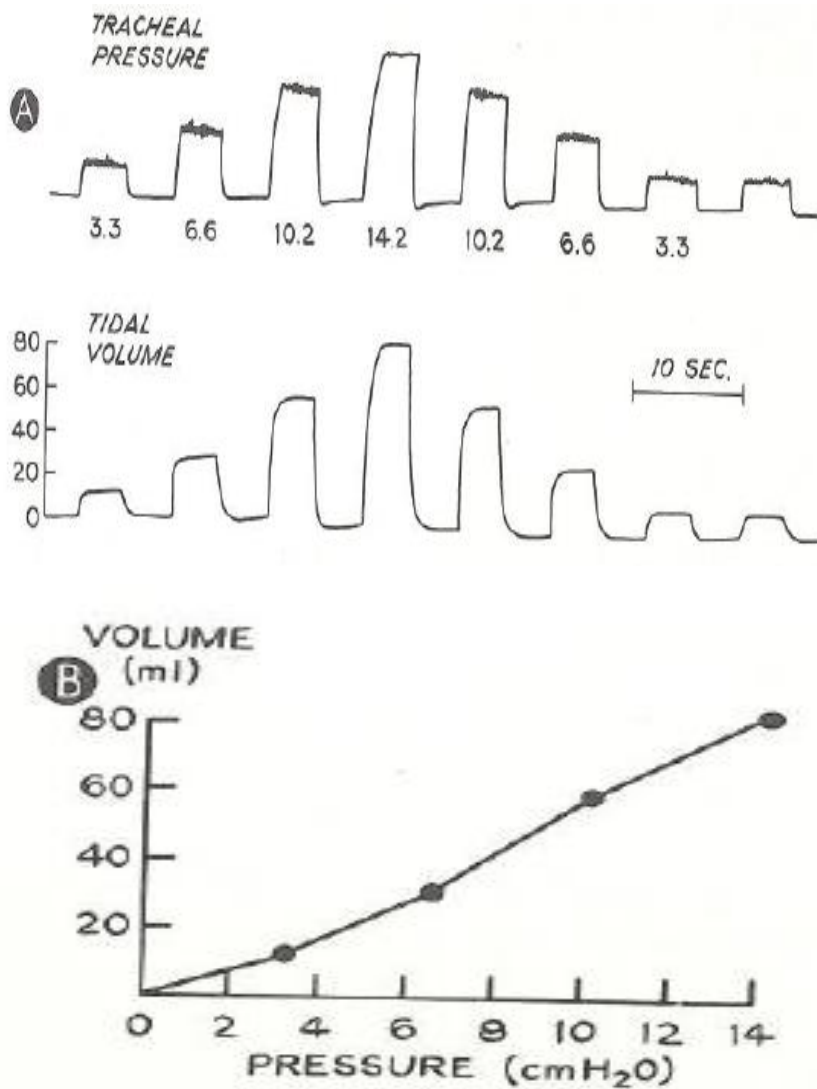 TRACHEAL
PRESSURE
A
3.3 6.6 10.2 14.2 10.2 6.6 3.3
TIDAL
VOLUME
10 SEC.
80
60
40
20
0
VOLUME
(ml)
B
80
60
40
20
0 2 4 6 8 10 12 14
PRESSURE (cmH₂O)